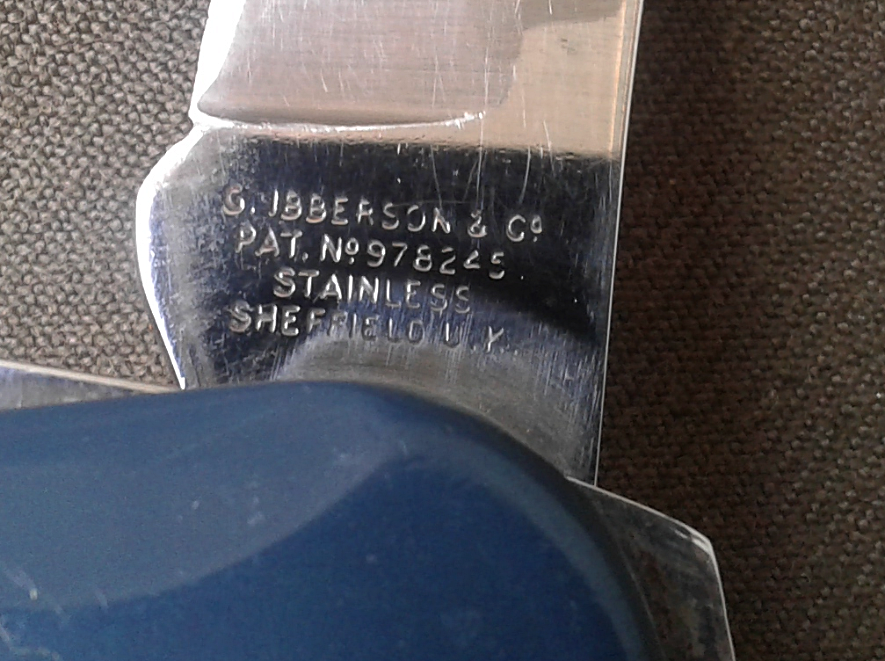 G. IBBERSON & Cº
PAT. Nº 978245
STAINLESS
SHEFFIELD U.K.